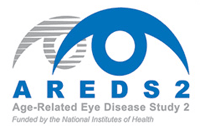 AREDS2
Age-Related Eye Disease Study 2
Funded by the National Institutes of Health